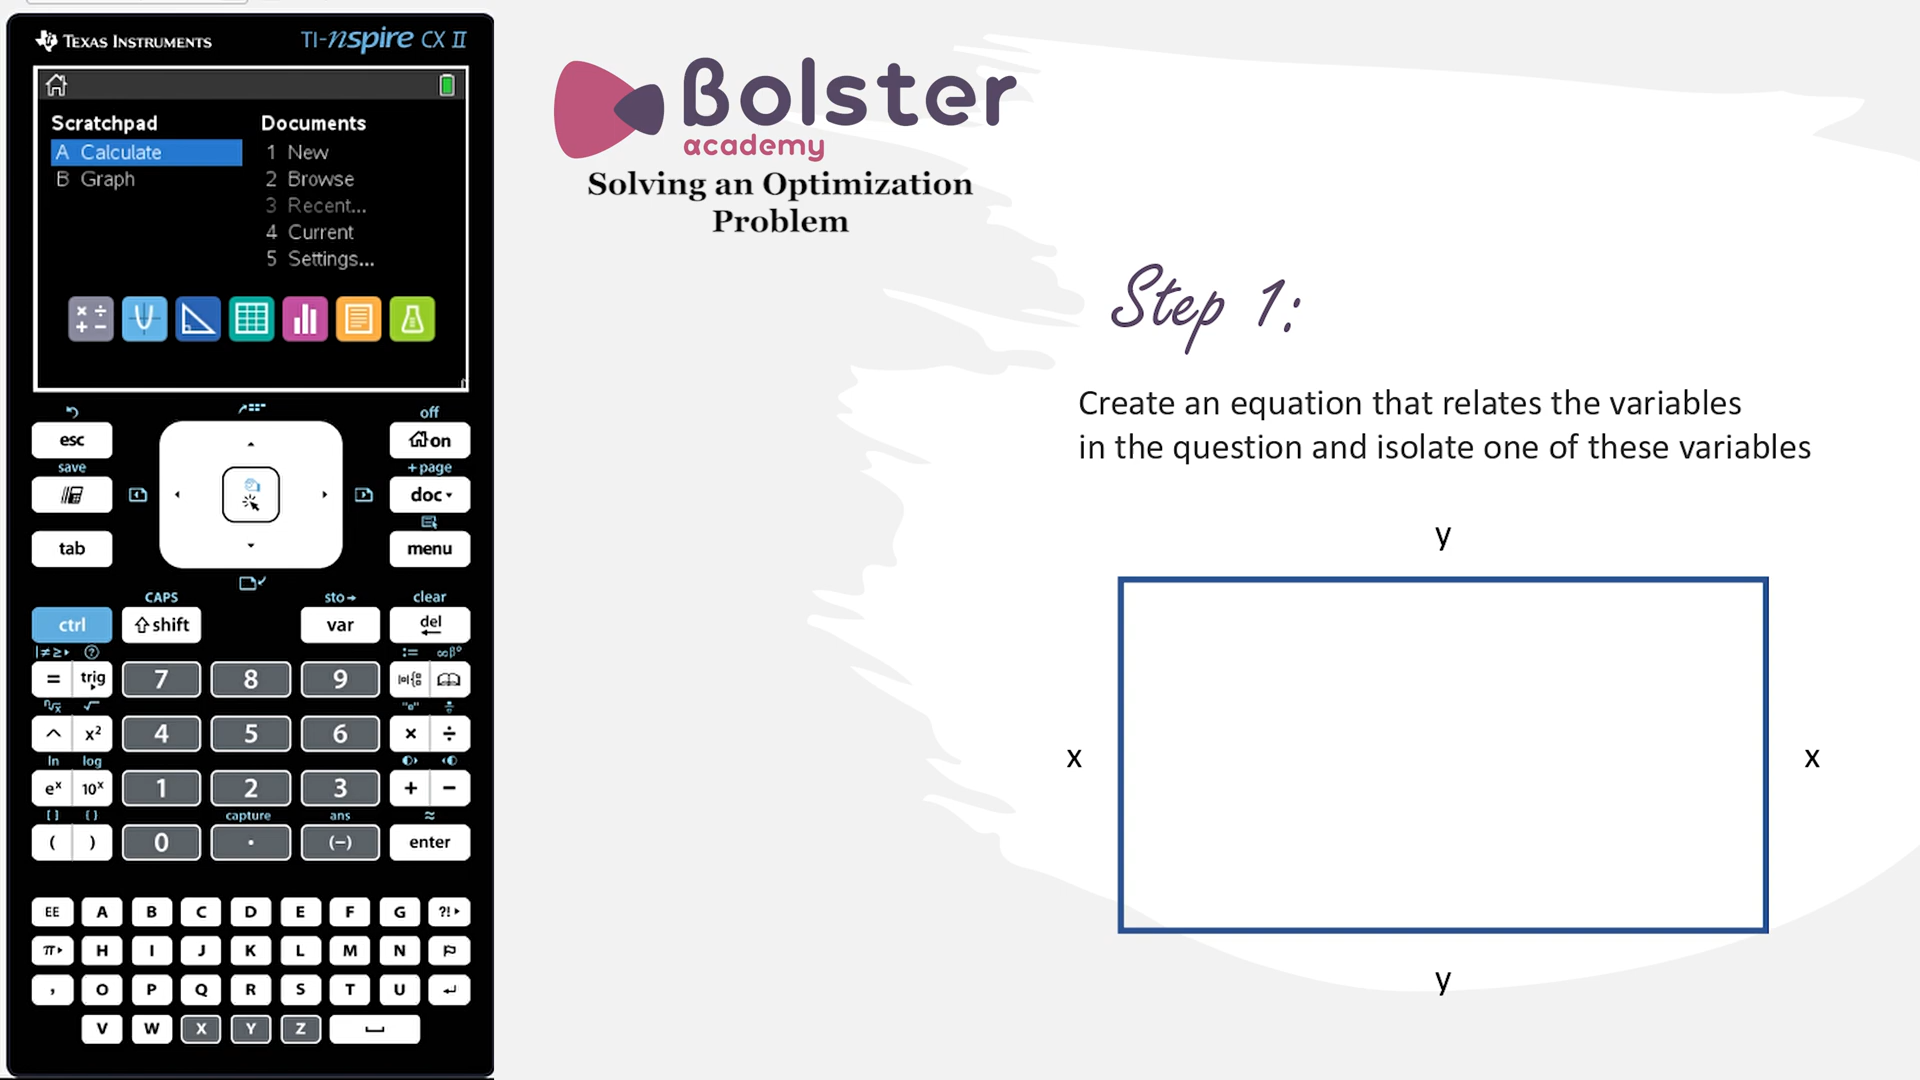 TEXAS INSTRUMENTS
TI-nspire CX II
Scratchpad
A Calculate
B Graph
Documents
1 New
2 Browse
3 Recent...
4 Current
5 Settings...
off
esc
on
save
+ page
doc
tab
menu
CAPS
sto→
clear
ctrl
shift
var
del
|≠≥▸
?
:=
∞β°
=
trig
7
8
9
√
"□"
^
x²
4
5
6
×
÷
ln
log
eˣ
10ˣ
1
2
3
+
−
[ ]
{ }
capture
ans
≈
(
)
0
.
(−)
enter
EE
A
B
C
D
E
F
G
?!▸
π▸
H
I
J
K
L
M
N
,
O
P
Q
R
S
T
U
V
W
X
Y
Z
Bolster
academy
Solving an Optimization
Problem
Step 1:
Create an equation that relates the variables
in the question and isolate one of these variables
y
x
x
y